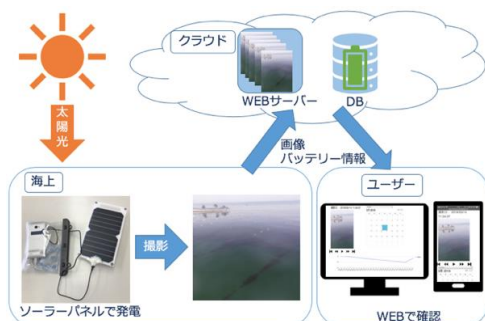 クラウド
WEBサーバー
DB
太陽光
画像
バッテリー情報
海上
撮影
ソーラーパネルで発電
ユーザー
WEBで確認